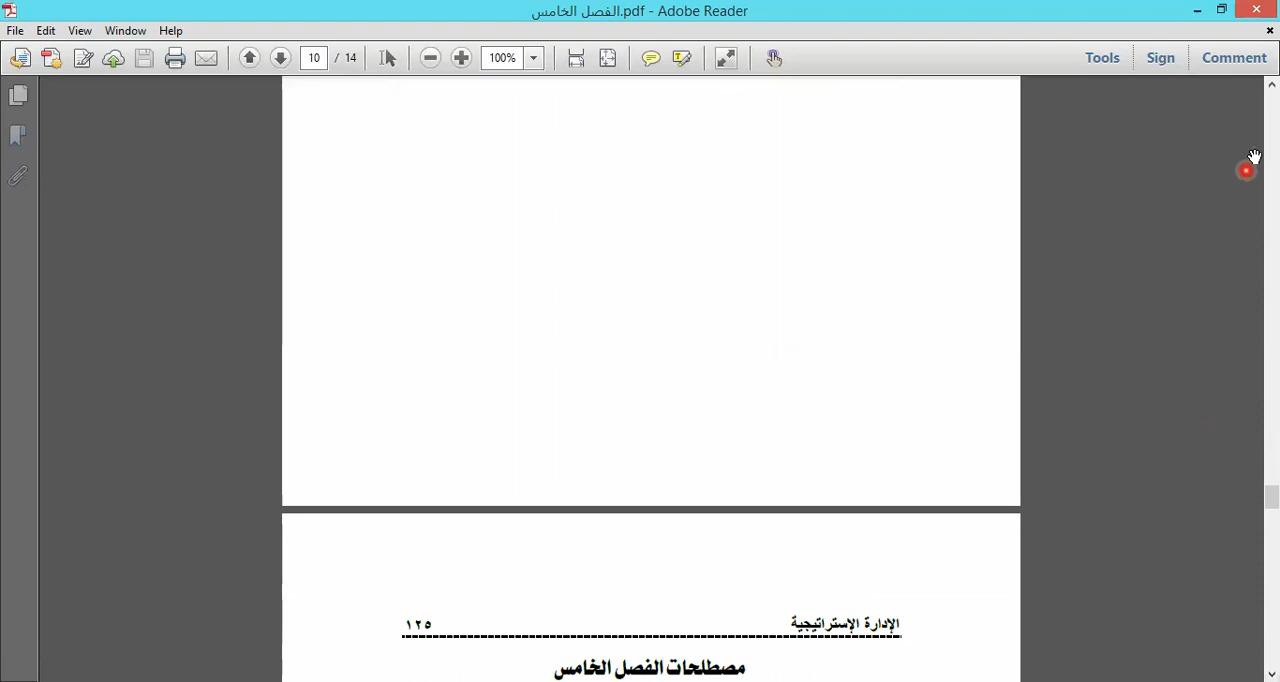 الفصل الخامس.pdf - Adobe Reader
File Edit View Window Help
10 / 14 100% Tools Sign Comment
الإدارة الإستراتيجية ١٢٥
مصطلحات الفصل الخامس